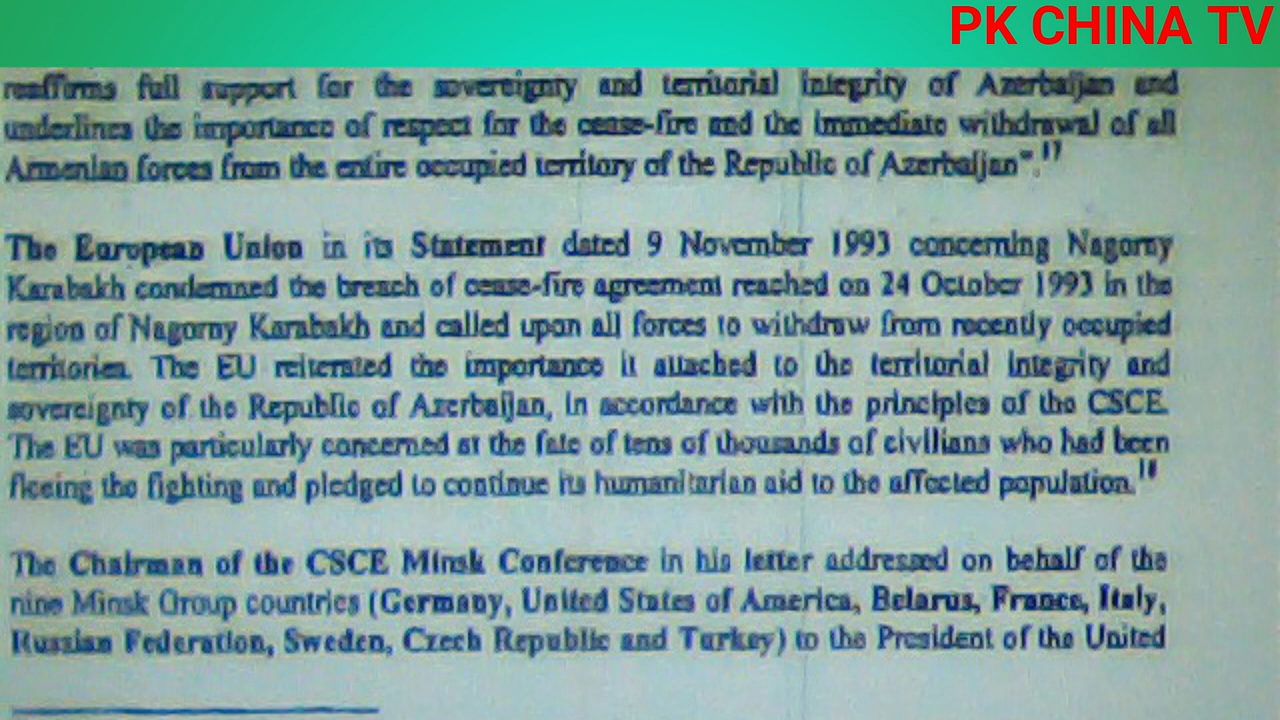 PK CHINA TV
reaffirms full support for the sovereignty and territorial integrity of Azerbaijan and
underlines the importance of respect for the cease-fire and the immediate withdrawal of all
Armenian forces from the entire occupied territory of the Republic of Azerbaijan".17
The European Union in its Statement dated 9 November 1993 concerning Nagorny
Karabakh condemned the breach of cease-fire agreement reached on 24 October 1993 in the
region of Nagorny Karabakh and called upon all forces to withdraw from recently occupied
territories. The EU reiterated the importance it attached to the territorial integrity and
sovereignty of the Republic of Azerbaijan, in accordance with the principles of the CSCE.
The EU was particularly concerned at the fate of tens of thousands of civilians who had been
fleeing the fighting and pledged to continue its humanitarian aid to the affected population.18
The Chairman of the CSCE Minsk Conference in his letter addressed on behalf of the
nine Minsk Group countries (Germany, United States of America, Belarus, France, Italy,
Russian Federation, Sweden, Czech Republic and Turkey) to the President of the United